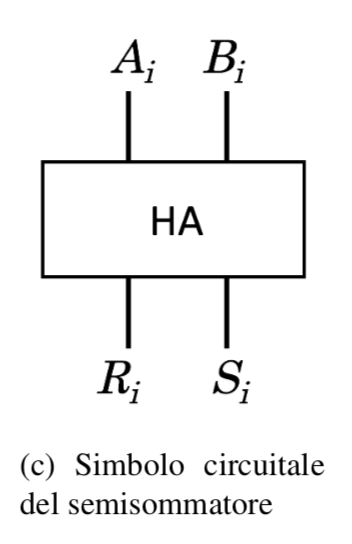 A_i B_i
HA
R_i S_i
(c) Simbolo circuitale
del semisommatore